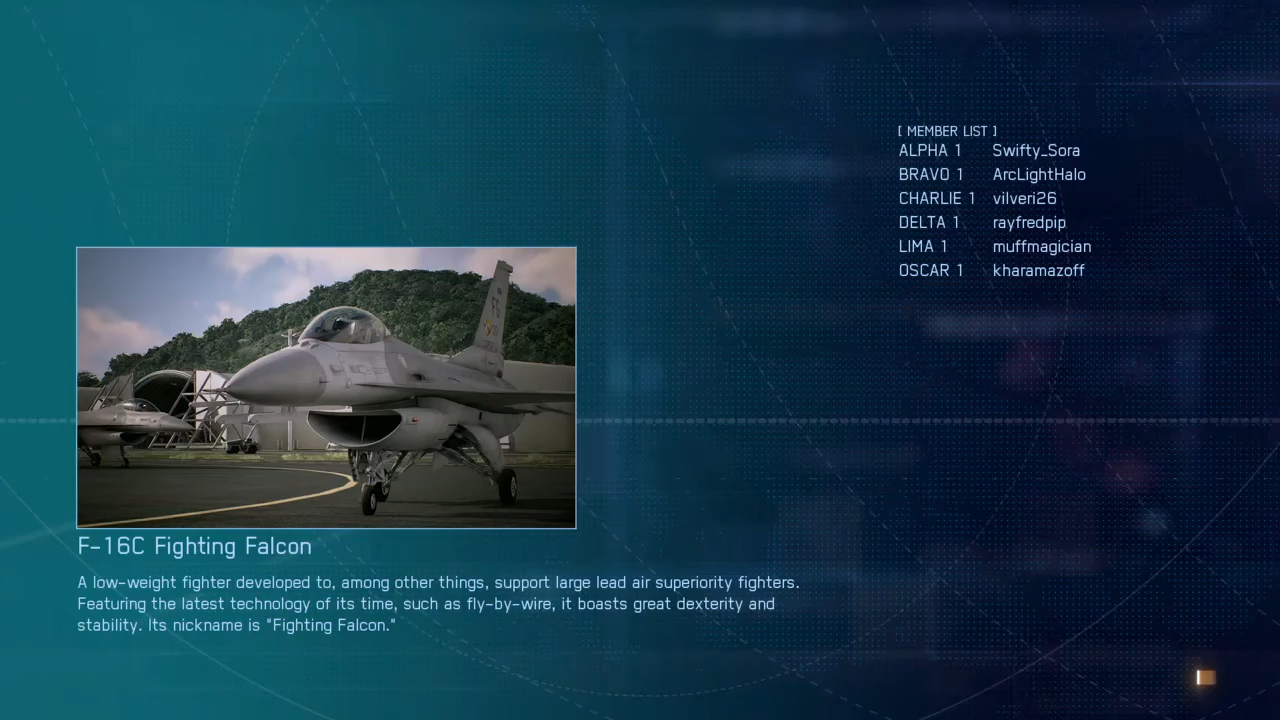 [ MEMBER LIST ]
ALPHA 1 Swifty_Sora
BRAVO 1 ArcLightHalo
CHARLIE 1 vilveri26
DELTA 1 rayfredpip
LIMA 1 muffmagician
OSCAR 1 kharamazoff
F-16C Fighting Falcon
A low-weight fighter developed to, among other things, support large lead air superiority fighters.
Featuring the latest technology of its time, such as fly-by-wire, it boasts great dexterity and
stability. Its nickname is "Fighting Falcon."